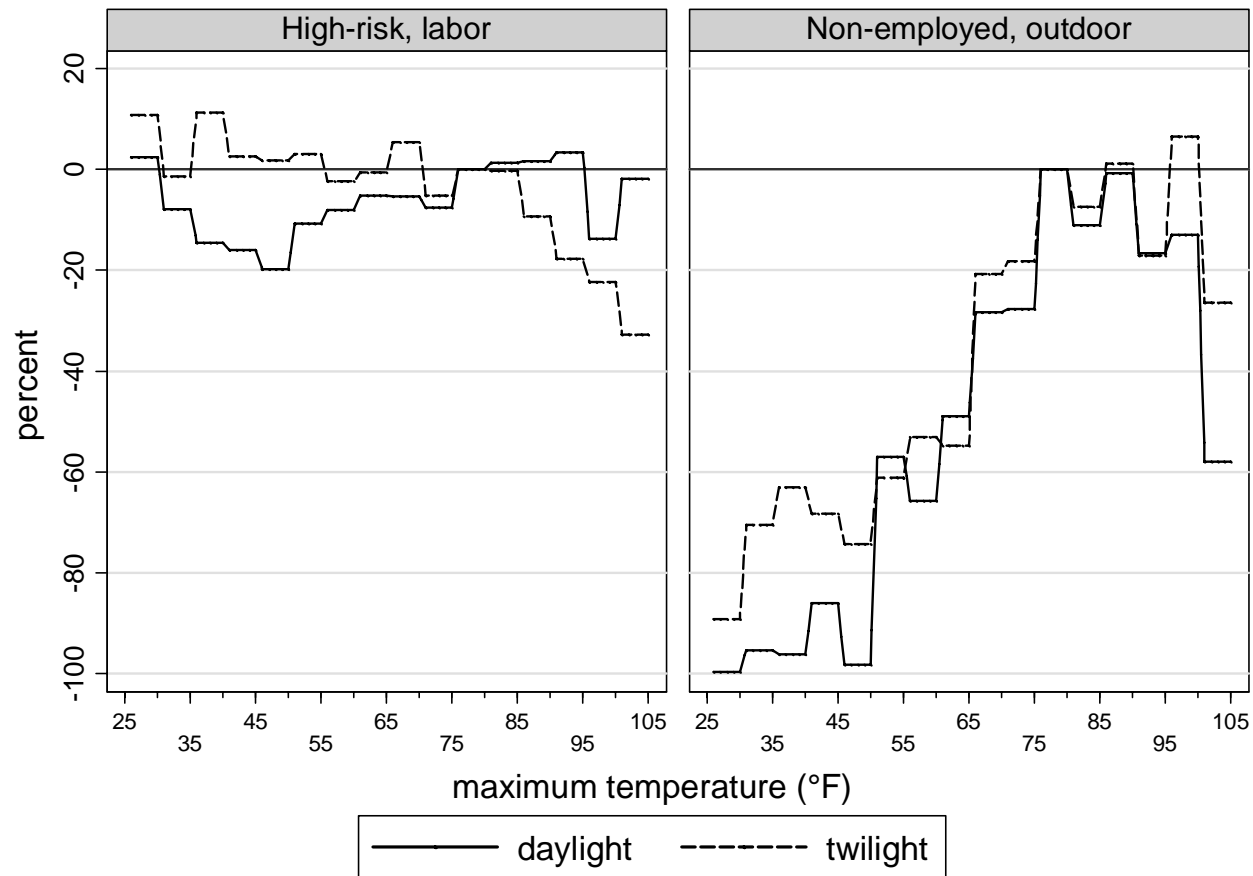 High-risk, labor
Non-employed, outdoor
percent
20
0
-20
-40
-60
-80
-100
25 45 65 85 105
35 55 75 95
25 45 65 85 105
35 55 75 95
maximum temperature (°F)
daylight twilight